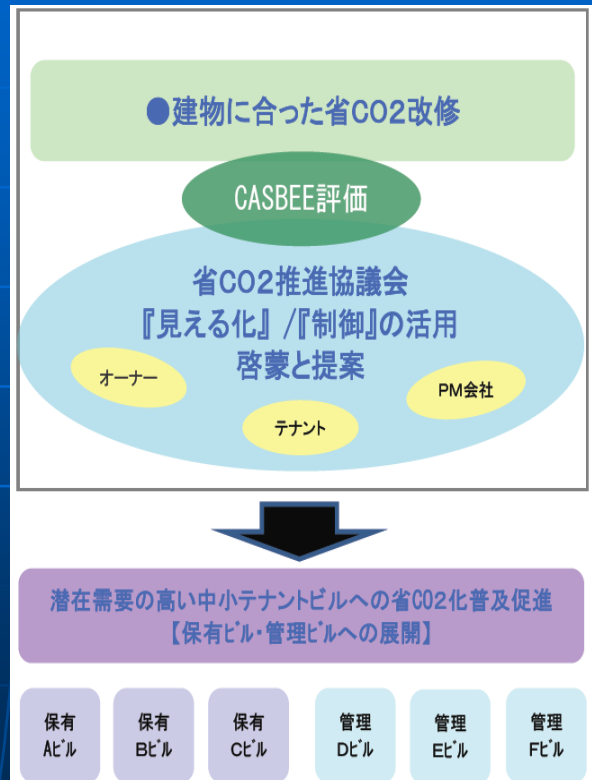 ●建物に合った省CO2改修
CASBEE評価
省CO2推進協議会
『見える化』/『制御』の活用
啓蒙と提案
オーナー
テナント
PM会社
潜在需要の高い中小テナントビルへの省CO2化普及促進
【保有ﾋﾞﾙ・管理ﾋﾞﾙへの展開】
保有
Aﾋﾞﾙ
保有
Bﾋﾞﾙ
保有
Cﾋﾞﾙ
管理
Dﾋﾞﾙ
管理
Eﾋﾞﾙ
管理
Fﾋﾞﾙ